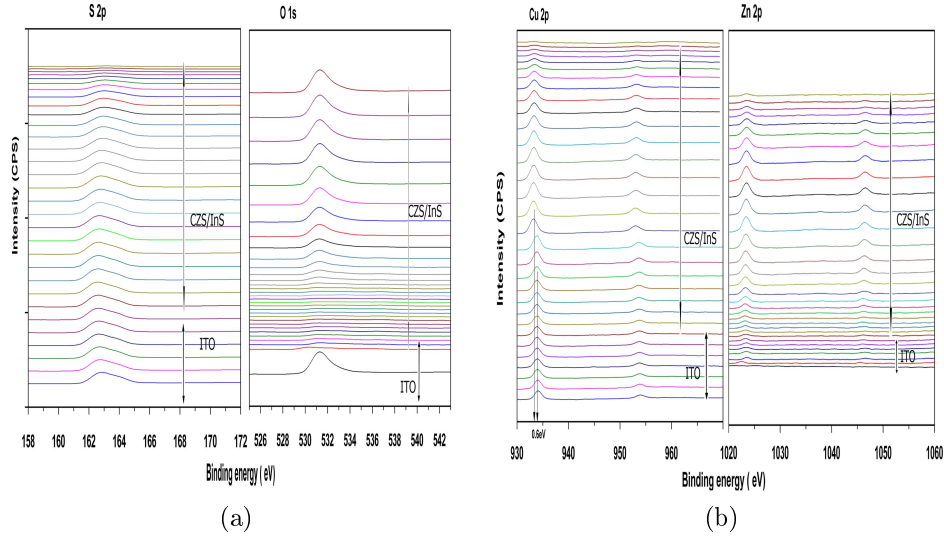 S 2p
O 1s
Intensity (CPS)
CZS/InS
CZS/InS
ITO
ITO
158 160 162 164 166 168 170 172
526 528 530 532 534 536 538 540 542
Binding energy ( eV)
(a)
Cu 2p
Zn 2p
Intensity (CPS)
CZS/InS
CZS/InS
ITO
ITO
0.6eV
930 940 950 960 1020
1030 1040 1050 1060
Binding energy ( eV)
(b)